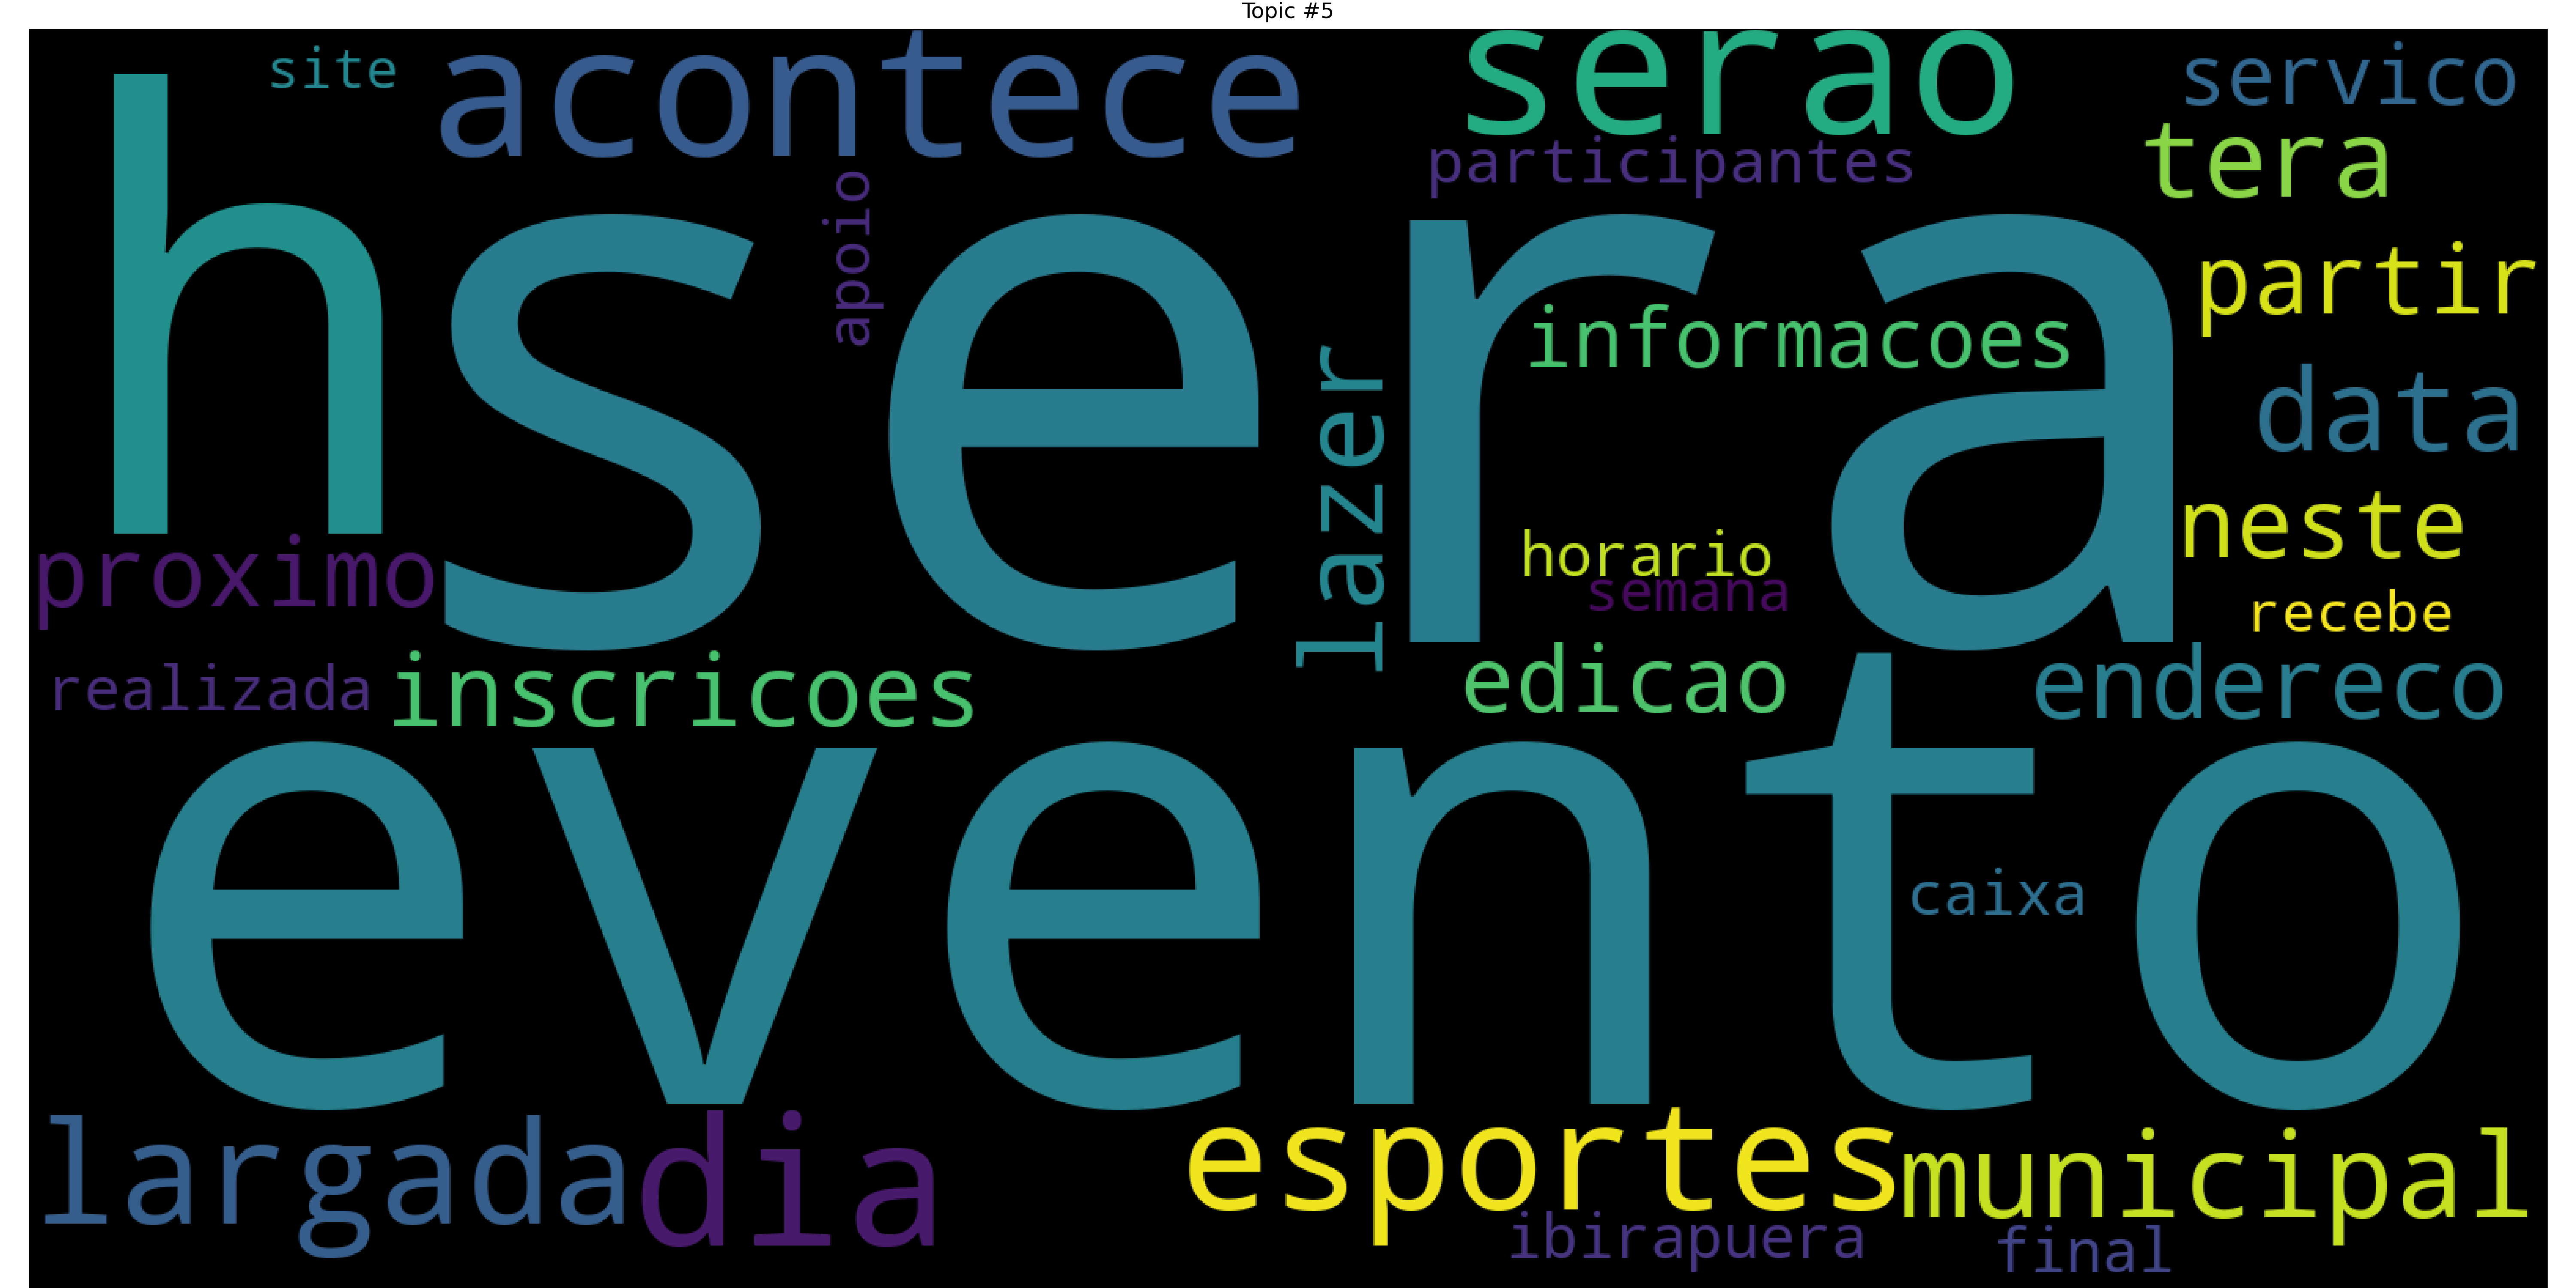 Topic #5
site
acontece
serao
servico
participantes
tera
apoio
h
sera
partir
informacoes
lazer
data
neste
horario
semana
proximo
recebe
realizada
inscricoes
edicao
endereco
evento
caixa
largada
dia
esportes
municipal
ibirapuera
final